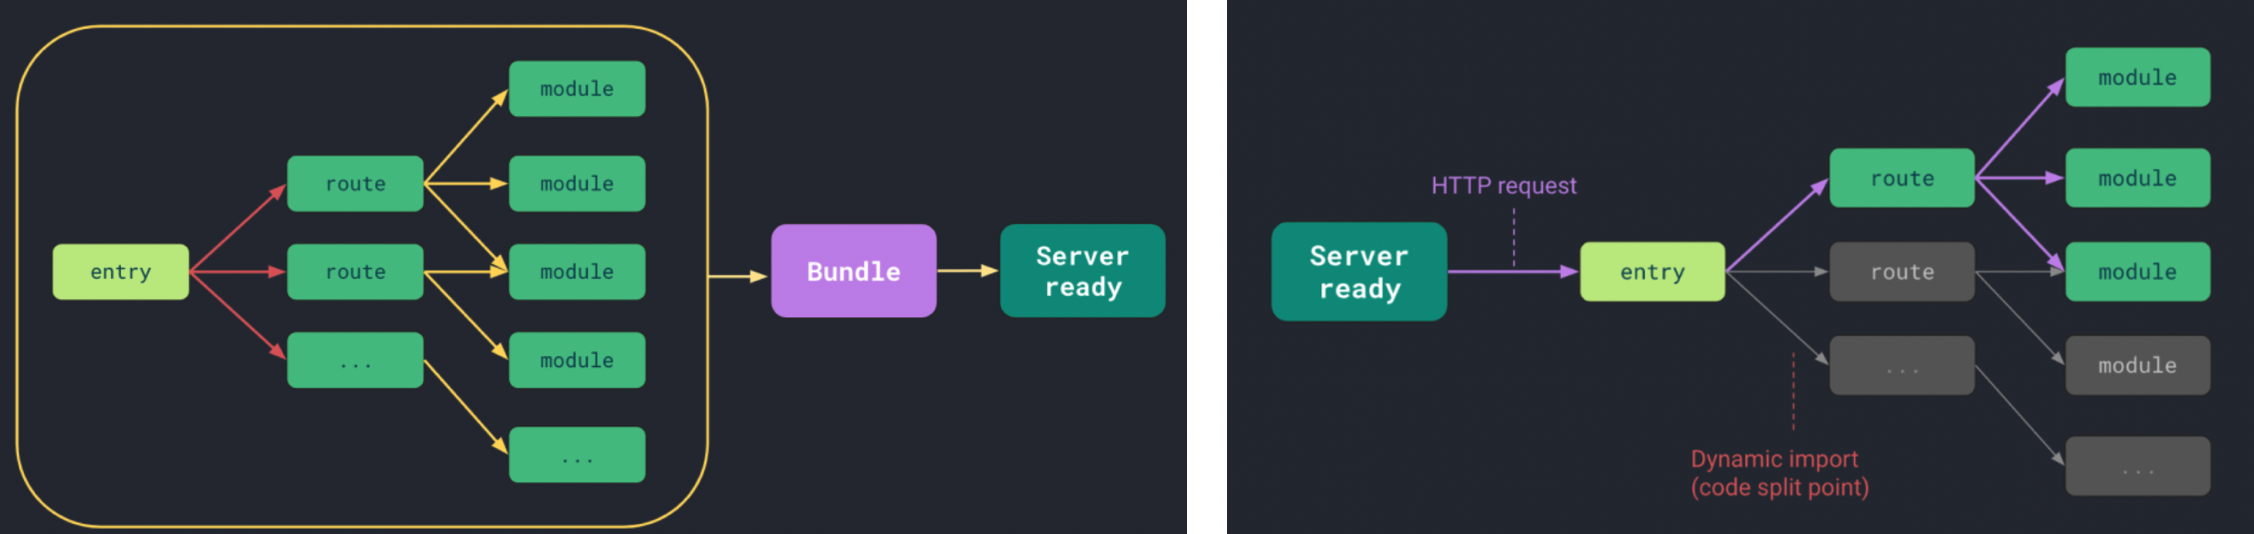 module
route
module
entry
route
module
...
module
...
Bundle
Server
ready
module
HTTP request
route
module
Server
ready
entry
route
module
...
module
Dynamic import
(code split point)
...